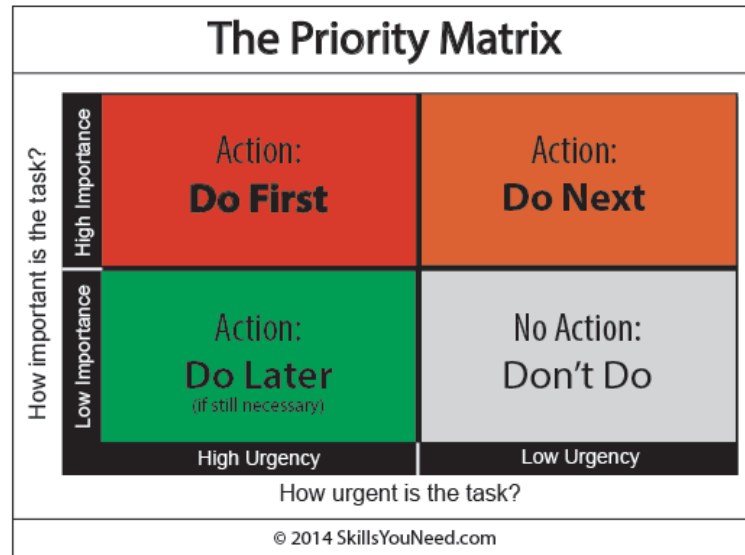 The Priority Matrix
How important is the task?
High Importance
Action:
Do First
Action:
Do Next
Low Importance
Action:
Do Later
(if still necessary)
No Action:
Don't Do
High Urgency
Low Urgency
How urgent is the task?
© 2014 SkillsYouNeed.com